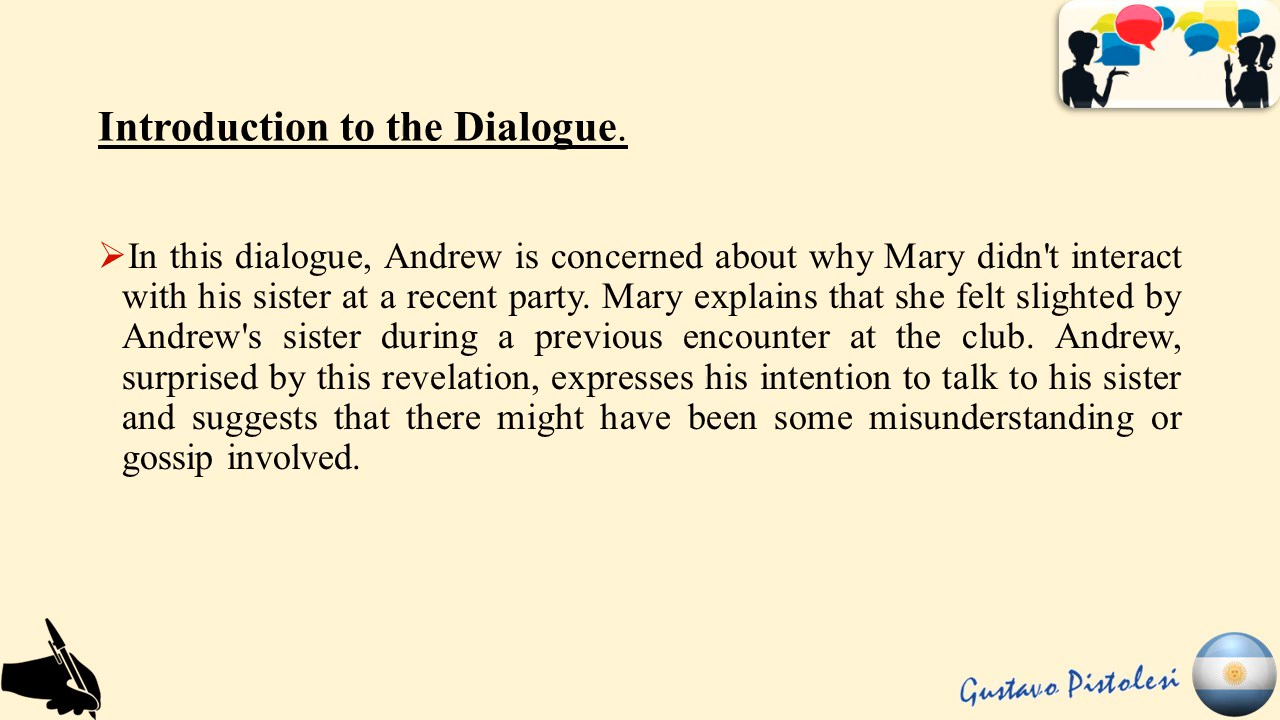 Introduction to the Dialogue.
In this dialogue, Andrew is concerned about why Mary didn't interact
with his sister at a recent party. Mary explains that she felt slighted by
Andrew's sister during a previous encounter at the club. Andrew,
surprised by this revelation, expresses his intention to talk to his sister
and suggests that there might have been some misunderstanding or
gossip involved.
Gustavo Pistolesi